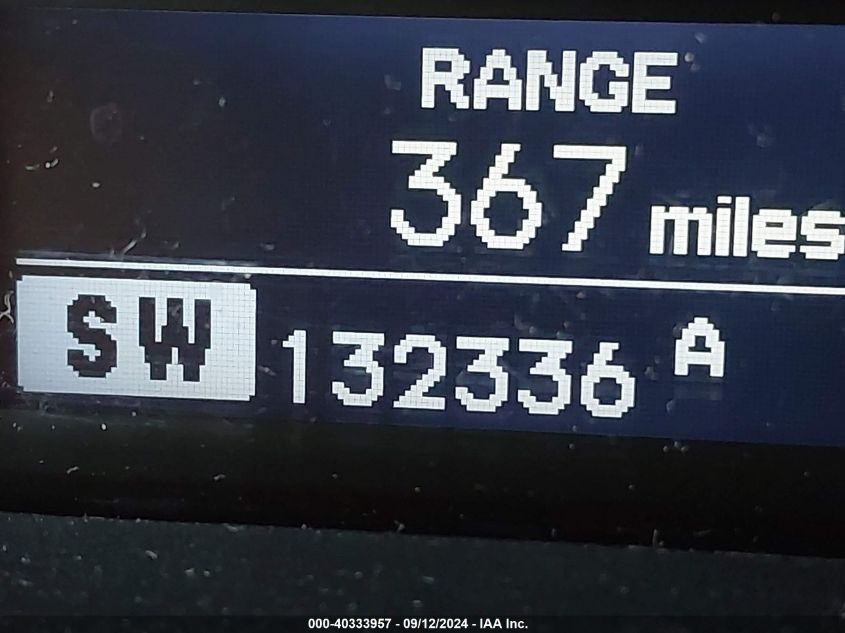 RANGE
367 miles
SW 132336 A
000-40333957 - 09/12/2024 - IAA Inc.